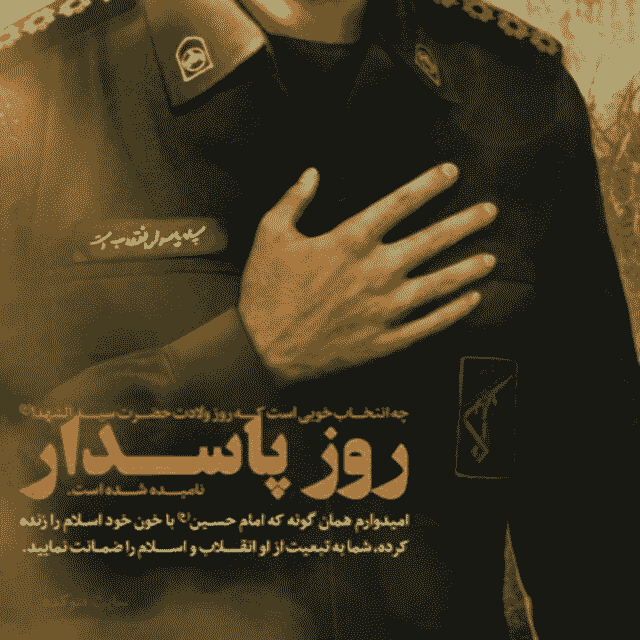 سپاه پاسداران انقلاب اسلامی
چه انتخاب خوبی است که روز ولادت حضرت سید الشهدا(ع)
روز پاسدار
نامیده شده است.
امیدوارم همان گونه که امام حسین(ع) با خون خود اسلام را زنده
کرده، شما به تبعیت از او انقلاب و اسلام را ضمانت نمایید.